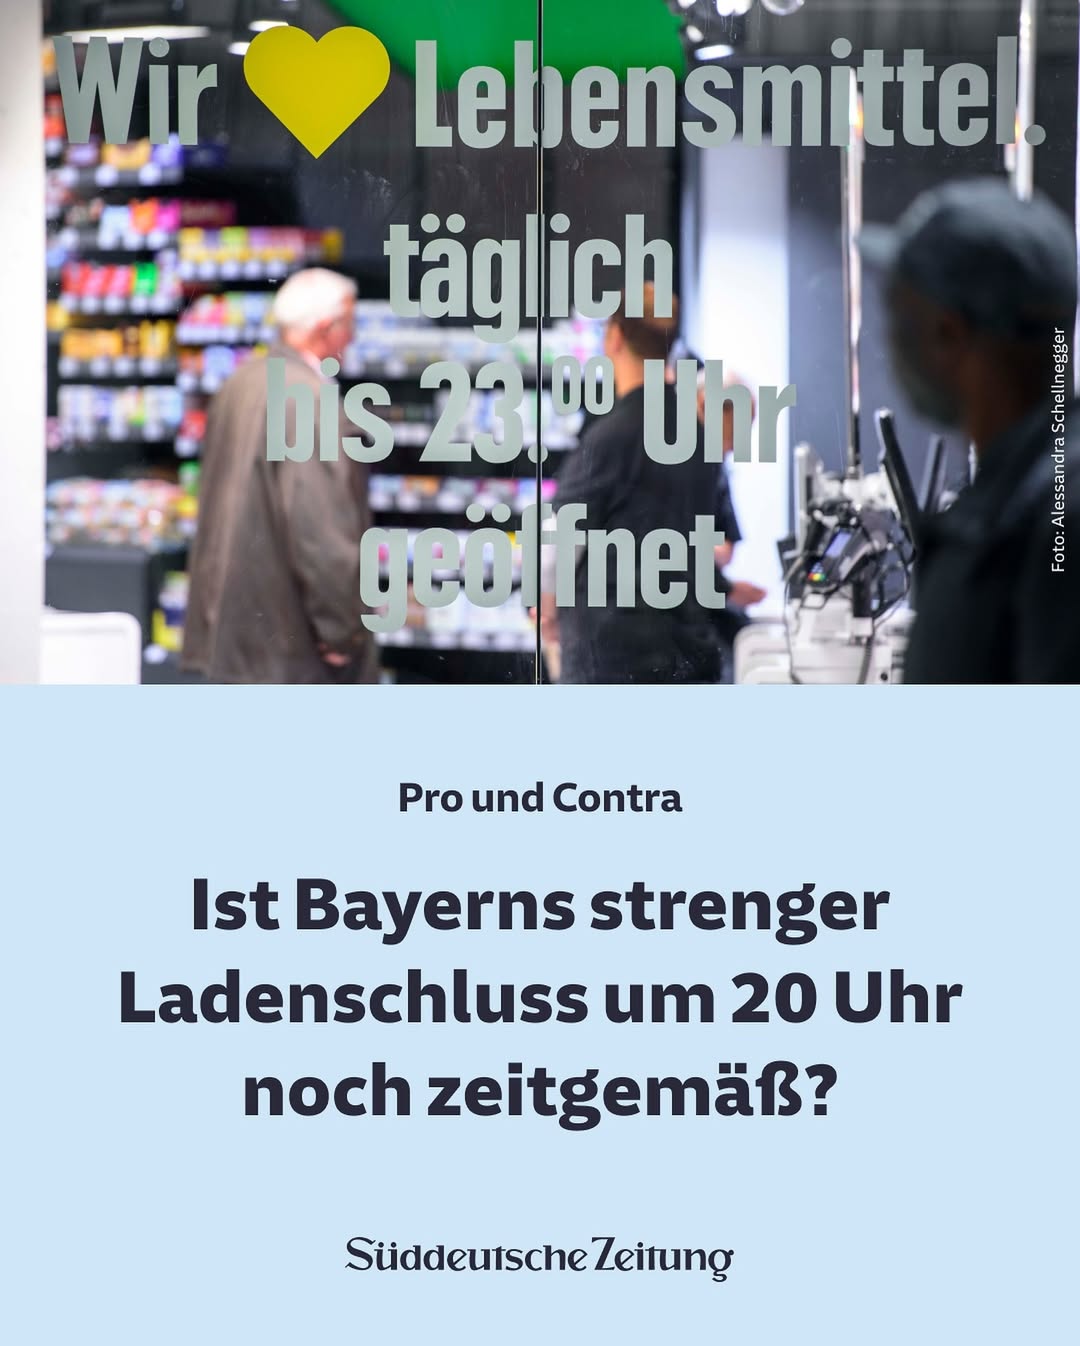 Wir Lebensmittel.
täglich
bis 23.00 Uhr
geöffnet
Foto: Alessandra Schellnegger
Pro und Contra
Ist Bayerns strenger
Ladenschluss um 20 Uhr
noch zeitgemäß?
Süddeutsche Zeitung